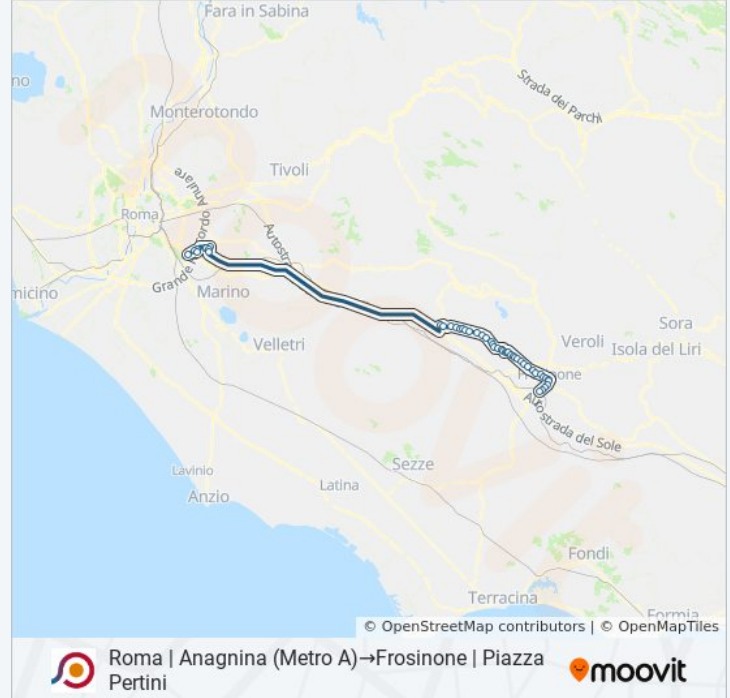 Fara in Sabina
no
Strada dei Parchi
Monterotondo
Tivoli
Grande Raccordo Anulare
Roma
Autostr
micino
Marino
Velletri
Veroli
Sora
Isola del Liri
Frosinone
Autostrada del Sole
Sezze
Lavinio
Latina
Anzio
Fondi
Terracina
Formia
© OpenStreetMap contributors | © OpenMapTiles
Roma | Anagnina (Metro A)→Frosinone | Piazza
Pertini
moovit